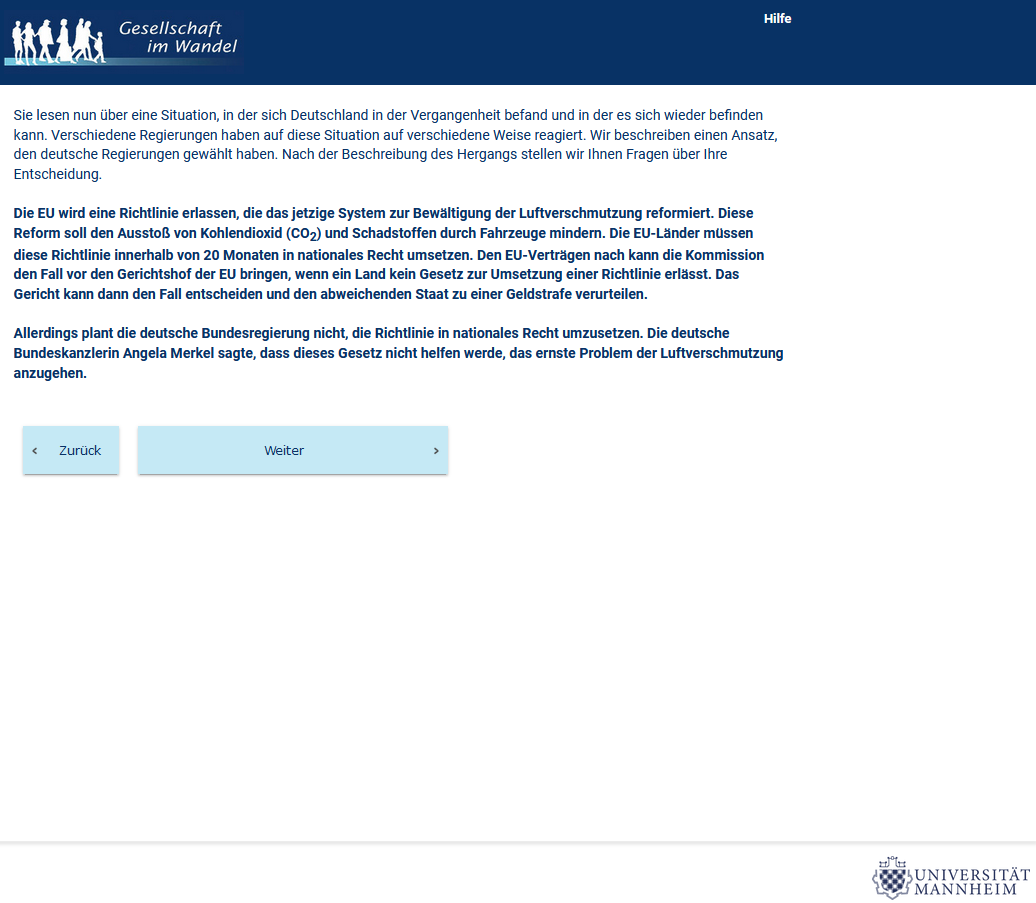 Gesellschaft
im Wandel
Hilfe
Sie lesen nun über eine Situation, in der sich Deutschland in der Vergangenheit befand und in der es sich wieder befinden
kann. Verschiedene Regierungen haben auf diese Situation auf verschiedene Weise reagiert. Wir beschreiben einen Ansatz,
den deutsche Regierungen gewählt haben. Nach der Beschreibung des Hergangs stellen wir Ihnen Fragen über Ihre
Entscheidung.
Die EU wird eine Richtlinie erlassen, die das jetzige System zur Bewältigung der Luftverschmutzung reformiert. Diese
Reform soll den Ausstoß von Kohlendioxid (CO₂) und Schadstoffen durch Fahrzeuge mindern. Die EU-Länder müssen
diese Richtlinie innerhalb von 20 Monaten in nationales Recht umsetzen. Den EU-Verträgen nach kann die Kommission
den Fall vor den Gerichtshof der EU bringen, wenn ein Land kein Gesetz zur Umsetzung einer Richtlinie erlässt. Das
Gericht kann dann den Fall entscheiden und den abweichenden Staat zu einer Geldstrafe verurteilen.
Allerdings plant die deutsche Bundesregierung nicht, die Richtlinie in nationales Recht umzusetzen. Die deutsche
Bundeskanzlerin Angela Merkel sagte, dass dieses Gesetz nicht helfen werde, das ernste Problem der Luftverschmutzung
anzugehen.
‹ Zurück
Weiter ›
UNIVERSITÄT
MANNHEIM